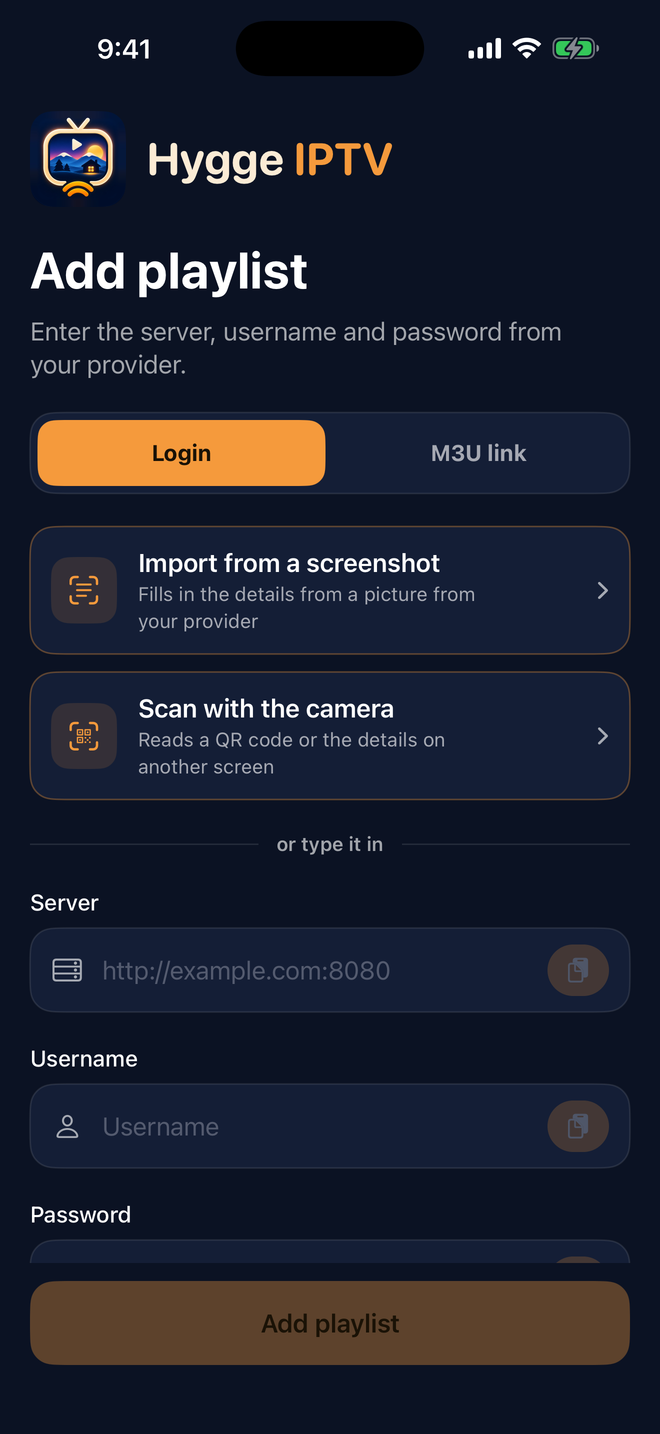 9:41
Hygge IPTV
Add playlist
Enter the server, username and password from
your provider.
Login
M3U link
Import from a screenshot
Fills in the details from a picture from
your provider
Scan with the camera
Reads a QR code or the details on
another screen
or type it in
Server
http://example.com:8080
Username
Username
Password
Add playlist